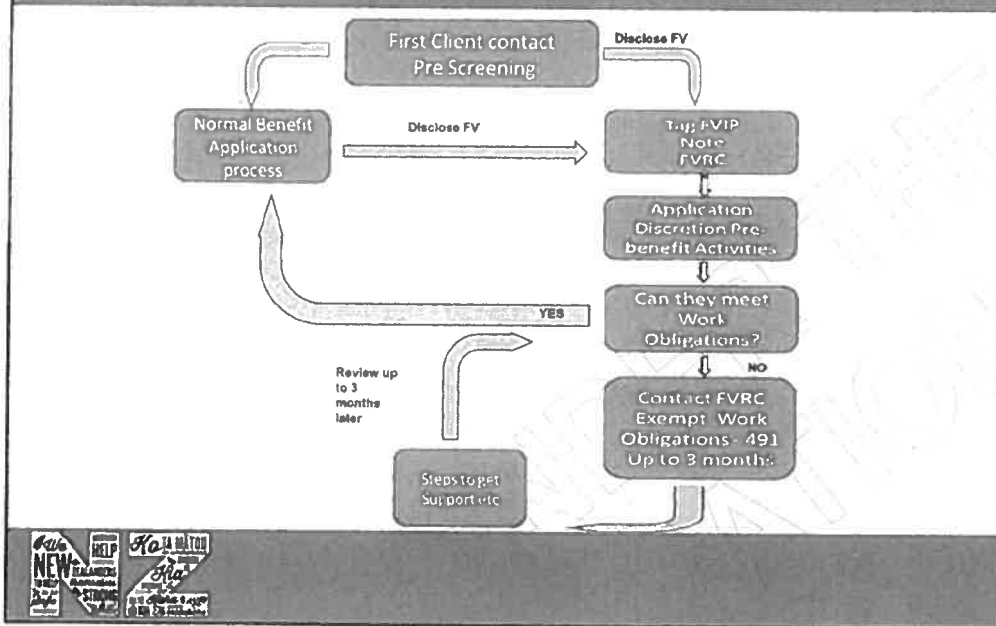 First Client contact
Pre Screening
Disclose FV
Normal Benefit
Application
process
Disclose FV
Tag FVIP
Note
FVRC
Application
Discretion Pre-
benefit Activities
Can they meet
Work
Obligations?
YES
NO
Review up
to 3
months
later
Contact FVRC
Exempt Work
Obligations - 491
Up to 3 months
Steps to get
Support etc
HELP
NEW
STRONG
Kia